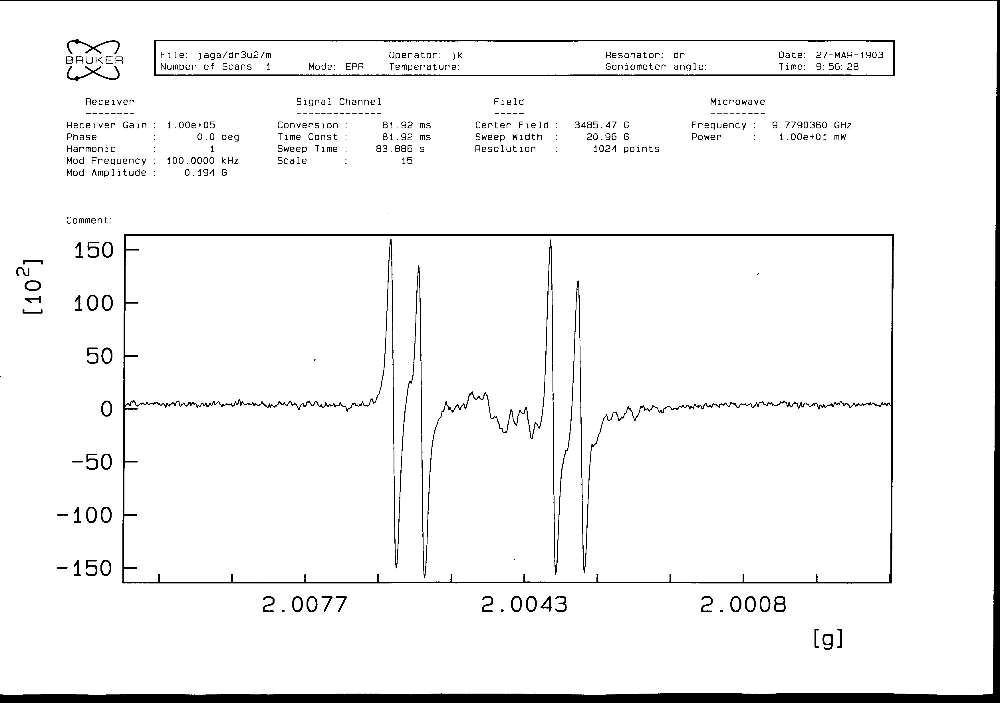 BRUKER
File: jaga/dr3u27m Operator: jk Resonator: dr Date: 27-MAR-1903
Number of Scans: 1 Mode: EPR Temperature: Goniometer angle: Time: 9:56:28
Receiver Signal Channel Field Microwave
-------- -------------- ----- ---------
Receiver Gain : 1.00e+05 Conversion : 81.92 ms Center Field : 3485.47 G Frequency : 9.7790360 GHz
Phase : 0.0 deg Time Const : 81.92 ms Sweep Width : 20.96 G Power : 1.00e+01 mW
Harmonic : 1 Sweep Time : 83.886 s Resolution : 1024 points
Mod Frequency : 100.0000 kHz Scale : 15
Mod Amplitude : 0.194 G
Comment:
[10²]
150
100
50
0
-50
-100
-150
2.0077 2.0043 2.0008
[g]